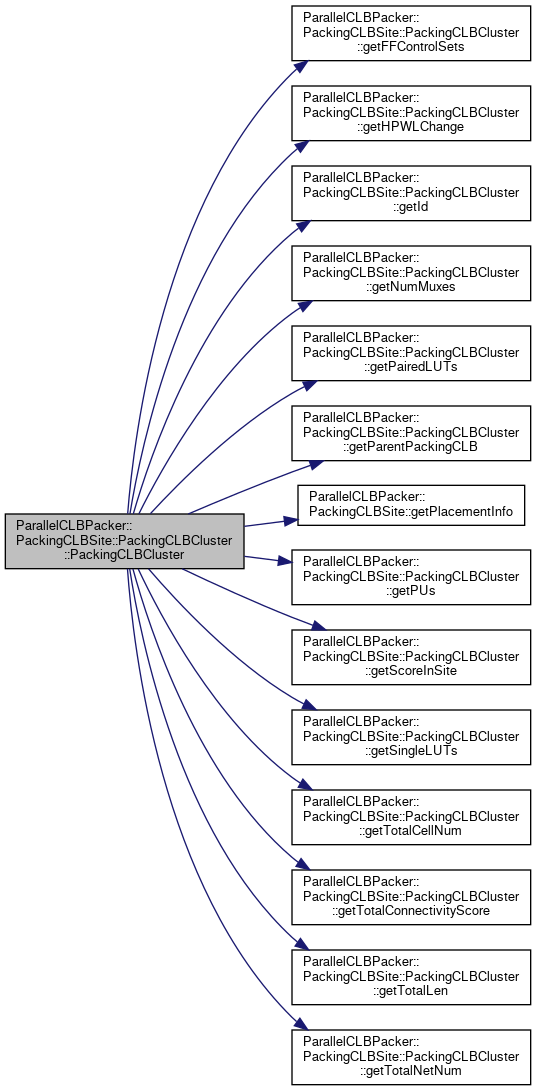 ParallelCLBPacker::
PackingCLBSite::PackingCLBCluster
::getFFControlSets
ParallelCLBPacker::
PackingCLBSite::PackingCLBCluster
::getHPWLChange
ParallelCLBPacker::
PackingCLBSite::PackingCLBCluster
::getId
ParallelCLBPacker::
PackingCLBSite::PackingCLBCluster
::getNumMuxes
ParallelCLBPacker::
PackingCLBSite::PackingCLBCluster
::getPairedLUTs
ParallelCLBPacker::
PackingCLBSite::PackingCLBCluster
::getParentPackingCLB
ParallelCLBPacker::
PackingCLBSite::getPlacementInfo
ParallelCLBPacker::
PackingCLBSite::PackingCLBCluster
::PackingCLBCluster
ParallelCLBPacker::
PackingCLBSite::PackingCLBCluster
::getPUs
ParallelCLBPacker::
PackingCLBSite::PackingCLBCluster
::getScoreInSite
ParallelCLBPacker::
PackingCLBSite::PackingCLBCluster
::getSingleLUTs
ParallelCLBPacker::
PackingCLBSite::PackingCLBCluster
::getTotalCellNum
ParallelCLBPacker::
PackingCLBSite::PackingCLBCluster
::getTotalConnectivityScore
ParallelCLBPacker::
PackingCLBSite::PackingCLBCluster
::getTotalLen
ParallelCLBPacker::
PackingCLBSite::PackingCLBCluster
::getTotalNetNum